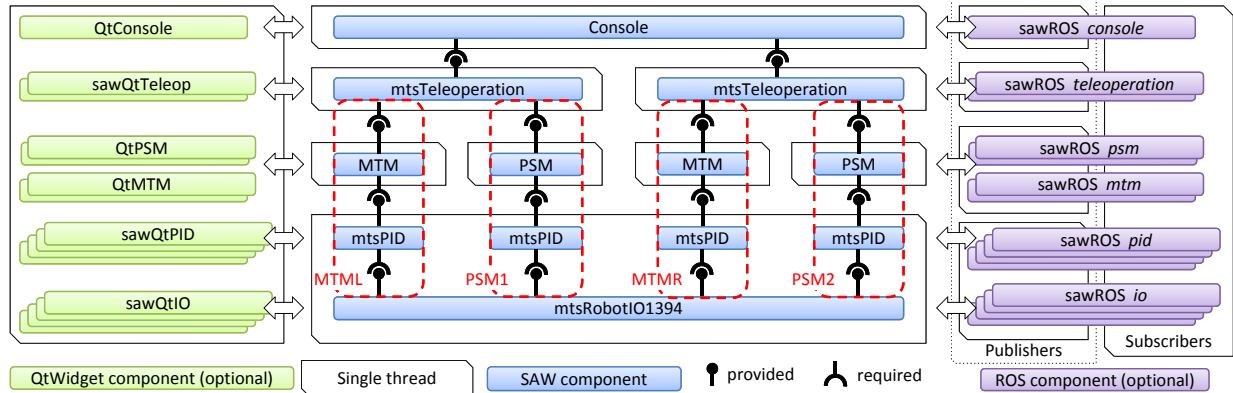 QtConsole
Console
sawROS console
sawQtTeleop
mtsTeleoperation
mtsTeleoperation
sawROS teleoperation
QtPSM
MTM
PSM
MTM
PSM
sawROS psm
QtMTM
sawROS mtm
sawQtPID
mtsPID
mtsPID
mtsPID
mtsPID
sawROS pid
MTML
PSM1
MTMR
PSM2
sawQtIO
mtsRobotIO1394
sawROS io
Publishers
Subscribers
QtWidget component (optional)
Single thread
SAW component
provided
required
ROS component (optional)